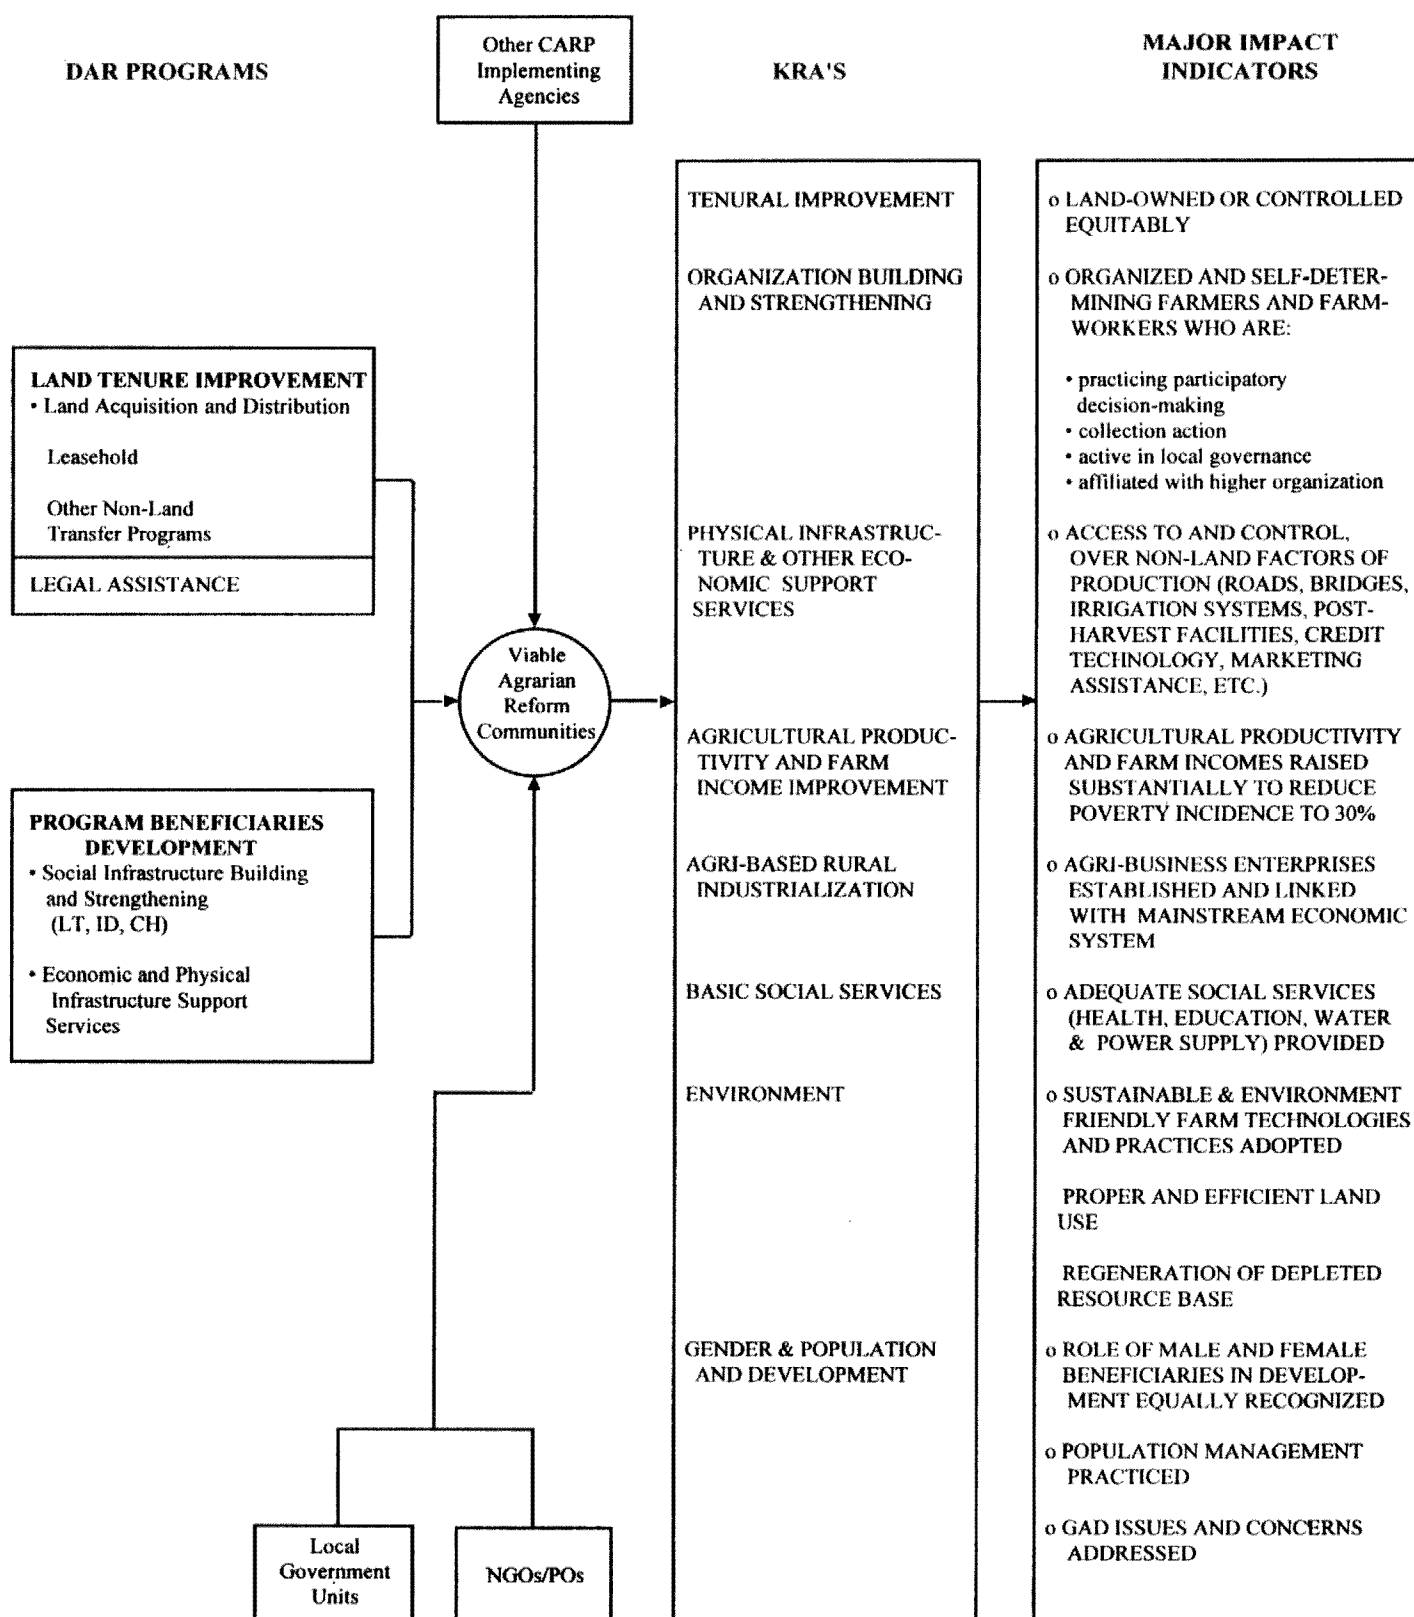 DAR PROGRAMS
Other CARP
Implementing
Agencies
KRA'S
MAJOR IMPACT
INDICATORS
LAND TENURE IMPROVEMENT
• Land Acquisition and Distribution
Leasehold
Other Non-Land
Transfer Programs
LEGAL ASSISTANCE
PROGRAM BENEFICIARIES
DEVELOPMENT
• Social Infrastructure Building
and Strengthening
(LT, ID, CH)
• Economic and Physical
Infrastructure Support
Services
Viable
Agrarian
Reform
Communities
Local
Government
Units
NGOs/POs
TENURAL IMPROVEMENT
ORGANIZATION BUILDING
AND STRENGTHENING
PHYSICAL INFRASTRUC-
TURE & OTHER ECO-
NOMIC SUPPORT
SERVICES
AGRICULTURAL PRODUC-
TIVITY AND FARM
INCOME IMPROVEMENT
AGRI-BASED RURAL
INDUSTRIALIZATION
BASIC SOCIAL SERVICES
ENVIRONMENT
GENDER & POPULATION
AND DEVELOPMENT
o LAND-OWNED OR CONTROLLED
EQUITABLY
o ORGANIZED AND SELF-DETER-
MINING FARMERS AND FARM-
WORKERS WHO ARE:
• practicing participatory
decision-making
• collection action
• active in local governance
• affiliated with higher organization
o ACCESS TO AND CONTROL,
OVER NON-LAND FACTORS OF
PRODUCTION (ROADS, BRIDGES,
IRRIGATION SYSTEMS, POST-
HARVEST FACILITIES, CREDIT
TECHNOLOGY, MARKETING
ASSISTANCE, ETC.)
o AGRICULTURAL PRODUCTIVITY
AND FARM INCOMES RAISED
SUBSTANTIALLY TO REDUCE
POVERTY INCIDENCE TO 30%
o AGRI-BUSINESS ENTERPRISES
ESTABLISHED AND LINKED
WITH MAINSTREAM ECONOMIC
SYSTEM
o ADEQUATE SOCIAL SERVICES
(HEALTH, EDUCATION, WATER
& POWER SUPPLY) PROVIDED
o SUSTAINABLE & ENVIRONMENT
FRIENDLY FARM TECHNOLOGIES
AND PRACTICES ADOPTED
PROPER AND EFFICIENT LAND
USE
REGENERATION OF DEPLETED
RESOURCE BASE
o ROLE OF MALE AND FEMALE
BENEFICIARIES IN DEVELOP-
MENT EQUALLY RECOGNIZED
o POPULATION MANAGEMENT
PRACTICED
o GAD ISSUES AND CONCERNS
ADDRESSED